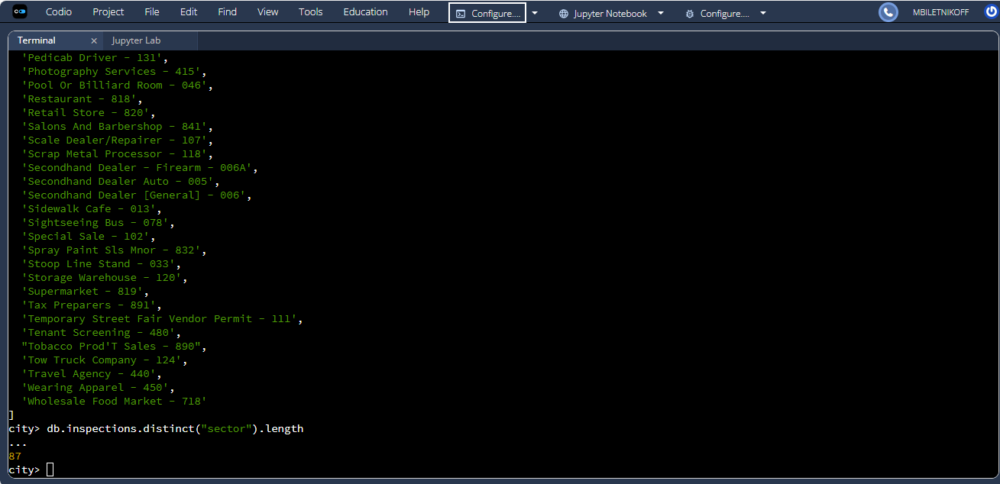 Codio Project File Edit Find View Tools Education Help Configure.... Jupyter Notebook Configure.... MBILETNIKOFF
Terminal × Jupyter Lab
'Pedicab Driver - 131',
'Photography Services - 415',
'Pool Or Billiard Room - 046',
'Restaurant - 818',
'Retail Store - 820',
'Salons And Barbershop - 841',
'Scale Dealer/Repairer - 107',
'Scrap Metal Processor - 118',
'Secondhand Dealer - Firearm - 006A',
'Secondhand Dealer Auto - 005',
'Secondhand Dealer [General] - 006',
'Sidewalk Cafe - 013',
'Sightseeing Bus - 078',
'Special Sale - 102',
'Spray Paint Sls Mnor - 832',
'Stoop Line Stand - 033',
'Storage Warehouse - 120',
'Supermarket - 819',
'Tax Preparers - 891',
'Temporary Street Fair Vendor Permit - 111',
'Tenant Screening - 480',
"Tobacco Prod'T Sales - 890",
'Tow Truck Company - 124',
'Travel Agency - 440',
'Wearing Apparel - 450',
'Wholesale Food Market - 718'
]
city> db.inspections.distinct("sector").length
...
87
city>